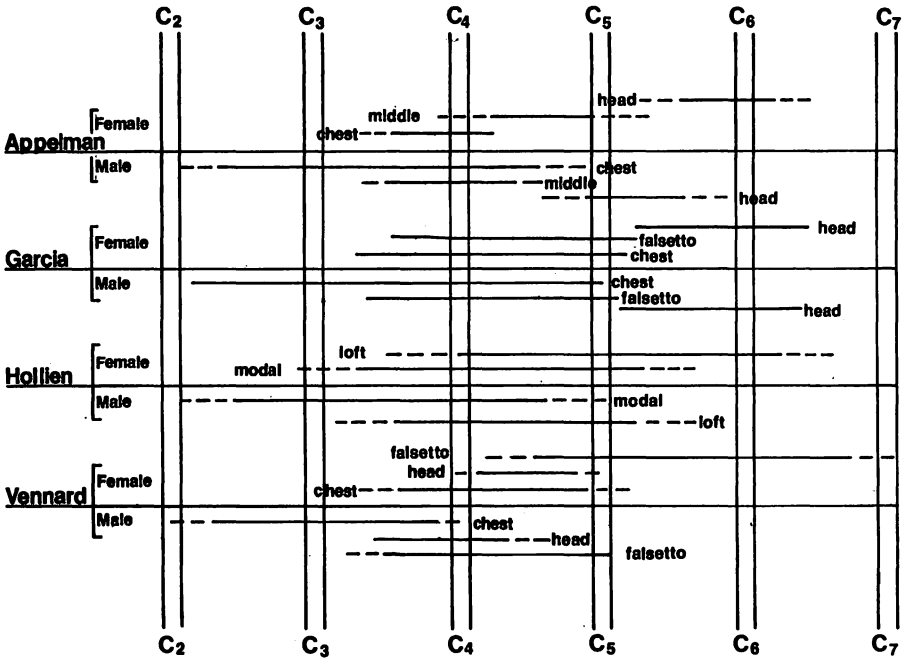 C2 C3 C4 C5 C6 C7
head
middle
Female
chest
Appelman
Male
chest
middle
head
head
Female
falsetto
chest
Garcia
Male
chest
falsetto
head
loft
Female
modal
Hollien
Male
modal
loft
falsetto
head
Female
chest
Vennard
Male
chest
head
falsetto
C2 C3 C4 C5 C6 C7